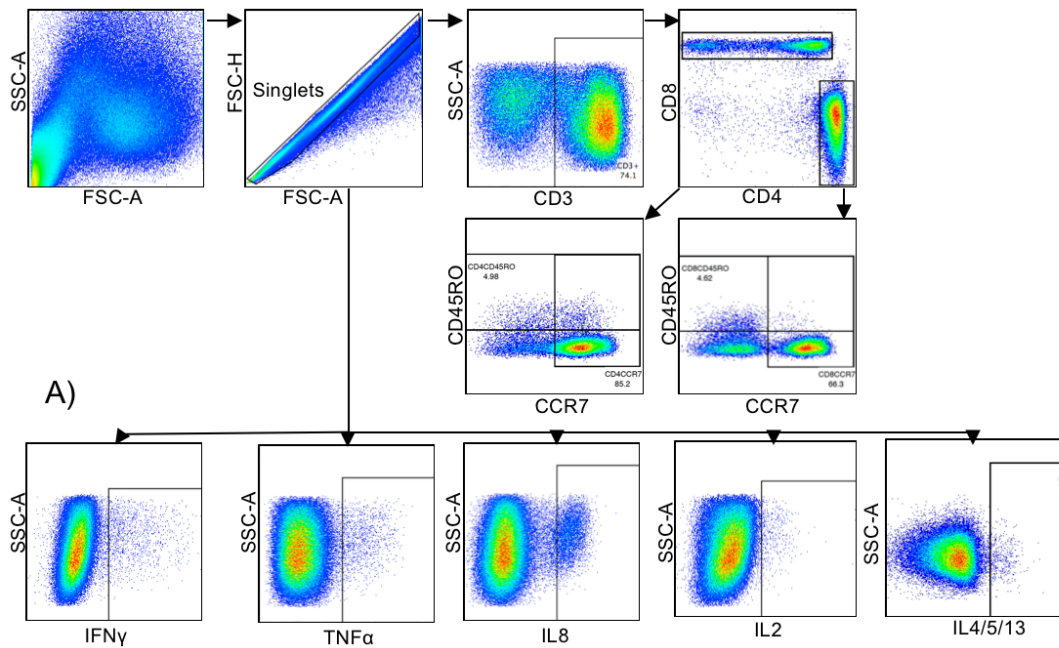 SSC-A
FSC-A
FSC-H
Singlets
FSC-A
SSC-A
CD3+
74.1
CD3
CD8
CD4
CD45RO
CD4CD45RO
4.98
CD4CCR7
85.2
CCR7
CD45RO
CD8CD45RO
4.62
CD8CCR7
66.3
CCR7
A)
SSC-A
IFNγ
SSC-A
TNFα
SSC-A
IL8
SSC-A
IL2
SSC-A
IL4/5/13